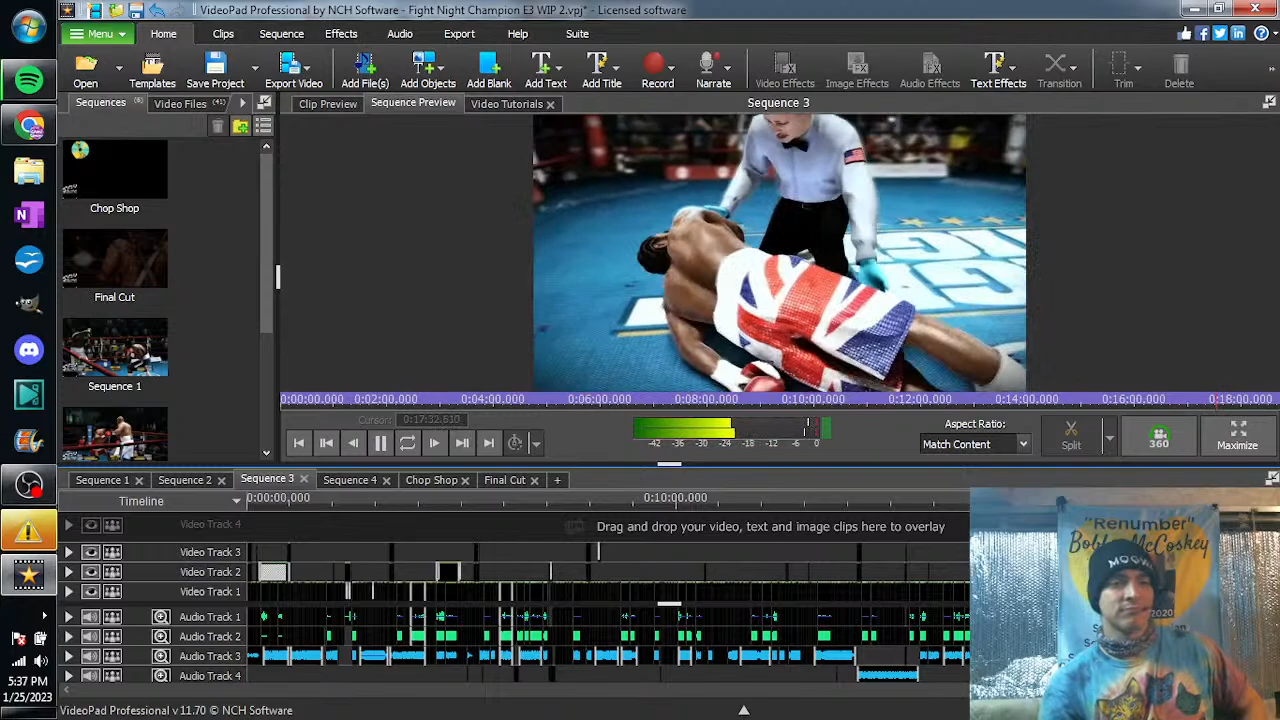 VideoPad Professional by NCH Software - Fight Night Champion E3 WIP 2.vpj* - Licensed software
Menu Home Clips Sequence Effects Audio Export Help Suite
Open Templates Save Project Export Video Add File(s) Add Objects Add Blank Add Text Add Title Record Narrate Video Effects Image Effects Audio Effects Text Effects Transition Trim Delete
Sequences (6) Video Files (41) Clip Preview Sequence Preview Video Tutorials Sequence 3
Chop Shop
Final Cut
Sequence 1
0:00:00.000 0:02:00.000 0:04:00.000 0:06:00.000 0:08:00.000 0:10:00.000 0:12:00.000 0:14:00.000 0:16:00.000 0:18:00.000
Cursor: 0:17:32.610
-42 -36 -30 -24 -18 -12 -6 0
Aspect Ratio:
Match Content
Split 360 Maximize
Sequence 1 Sequence 2 Sequence 3 Sequence 4 Chop Shop Final Cut +
Timeline 0:00:00,000 0:10:00,000
Video Track 4 Drag and drop your video, text and image clips here to overlay
Video Track 3
Video Track 2
Video Track 1
Audio Track 1
Audio Track 2
Audio Track 3
Audio Track 4
"Renumber"
2020
5:37 PM
1/25/2023
VideoPad Professional v 11.70 © NCH Software